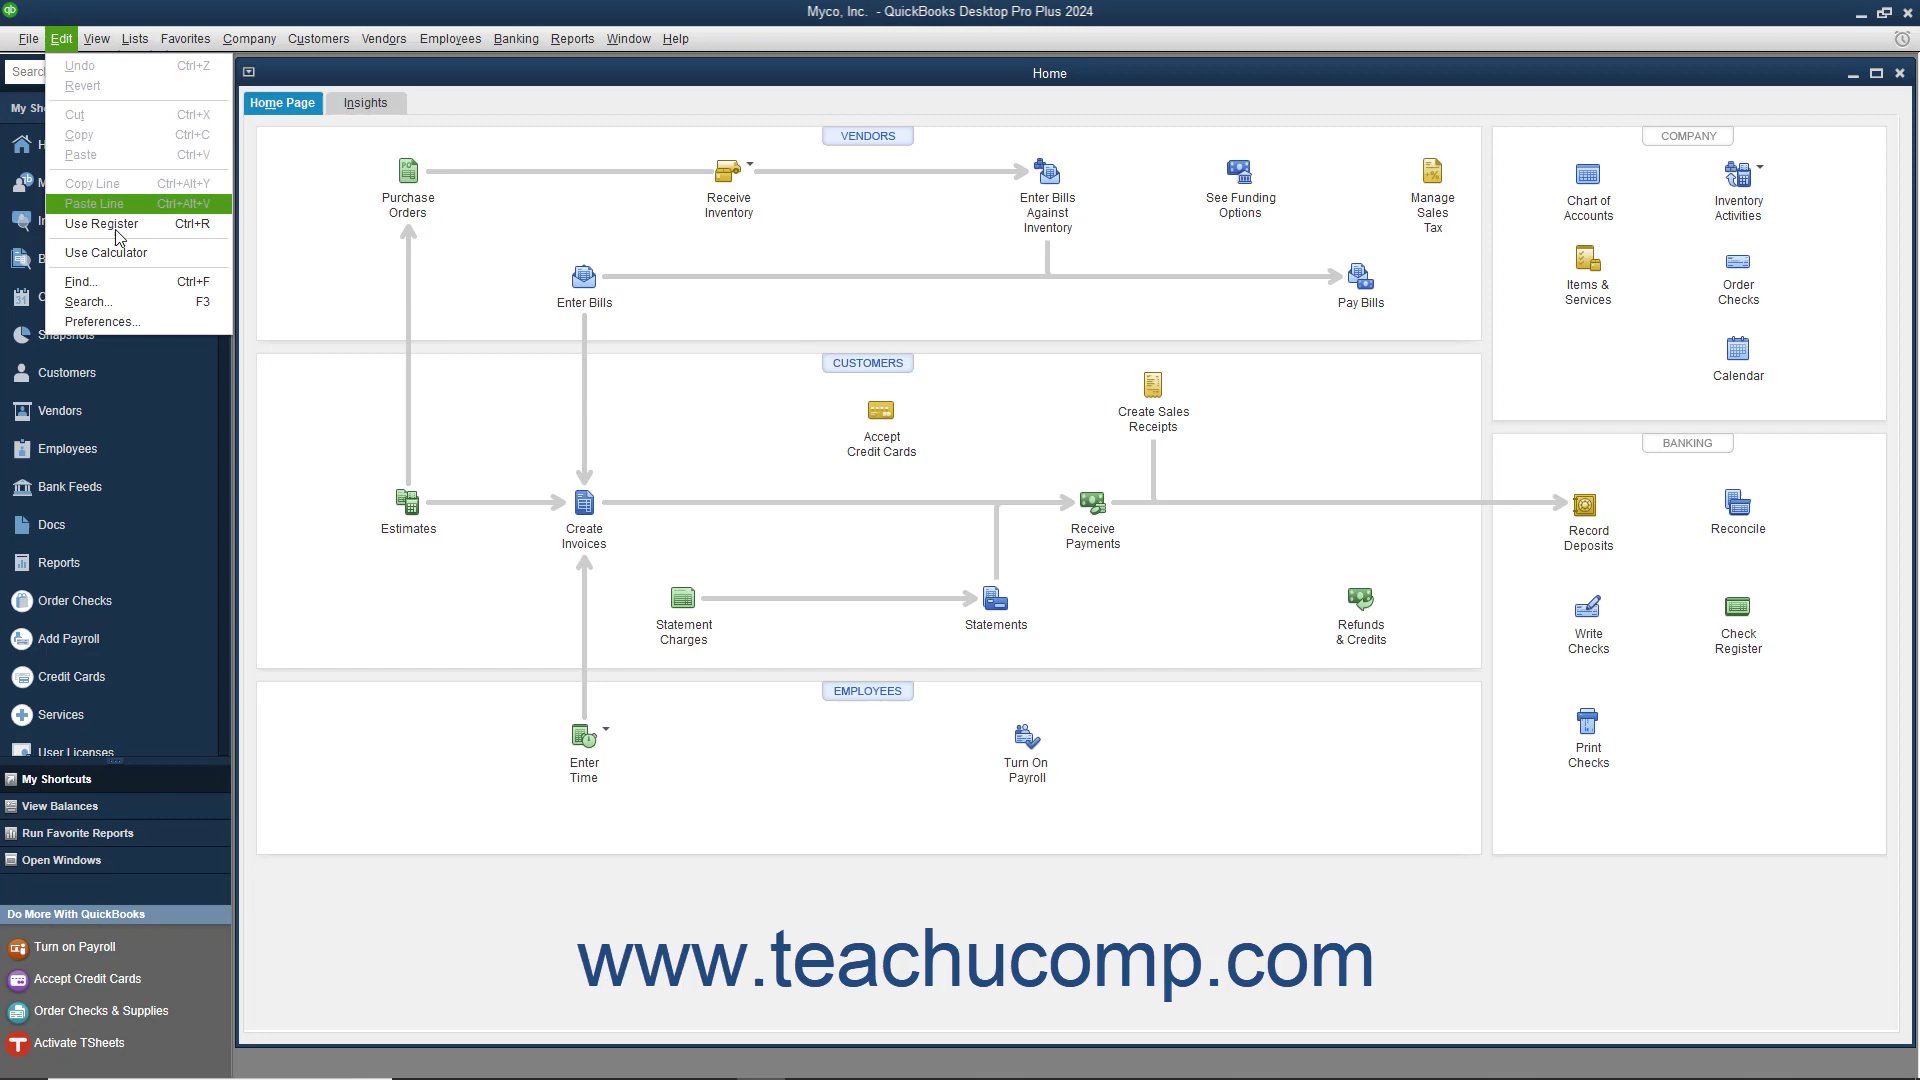 Myco, Inc. - QuickBooks Desktop Pro Plus 2024
File Edit View Lists Favorites Company Customers Vendors Employees Banking Reports Window Help
Undo Ctrl+Z
Revert
Cut Ctrl+X
Copy Ctrl+C
Paste Ctrl+V
Copy Line Ctrl+Alt+Y
Paste Line Ctrl+Alt+V
Use Register Ctrl+R
Use Calculator
Find... Ctrl+F
Search... F3
Preferences...
Snapshots
Customers
Vendors
Employees
Bank Feeds
Docs
Reports
Order Checks
Add Payroll
Credit Cards
Services
User Licenses
My Shortcuts
View Balances
Run Favorite Reports
Open Windows
Do More With QuickBooks
Turn on Payroll
Accept Credit Cards
Order Checks & Supplies
Activate TSheets
Home
Home Page Insights
VENDORS
Purchase
Orders
Receive
Inventory
Enter Bills
Against
Inventory
See Funding
Options
Manage
Sales
Tax
Enter Bills
Pay Bills
CUSTOMERS
Accept
Credit Cards
Create Sales
Receipts
Estimates
Create
Invoices
Receive
Payments
Statement
Charges
Statements
Refunds
& Credits
EMPLOYEES
Enter
Time
Turn On
Payroll
COMPANY
Chart of
Accounts
Inventory
Activities
Items &
Services
Order
Checks
Calendar
BANKING
Record
Deposits
Reconcile
Write
Checks
Check
Register
Print
Checks
www.teachucomp.com